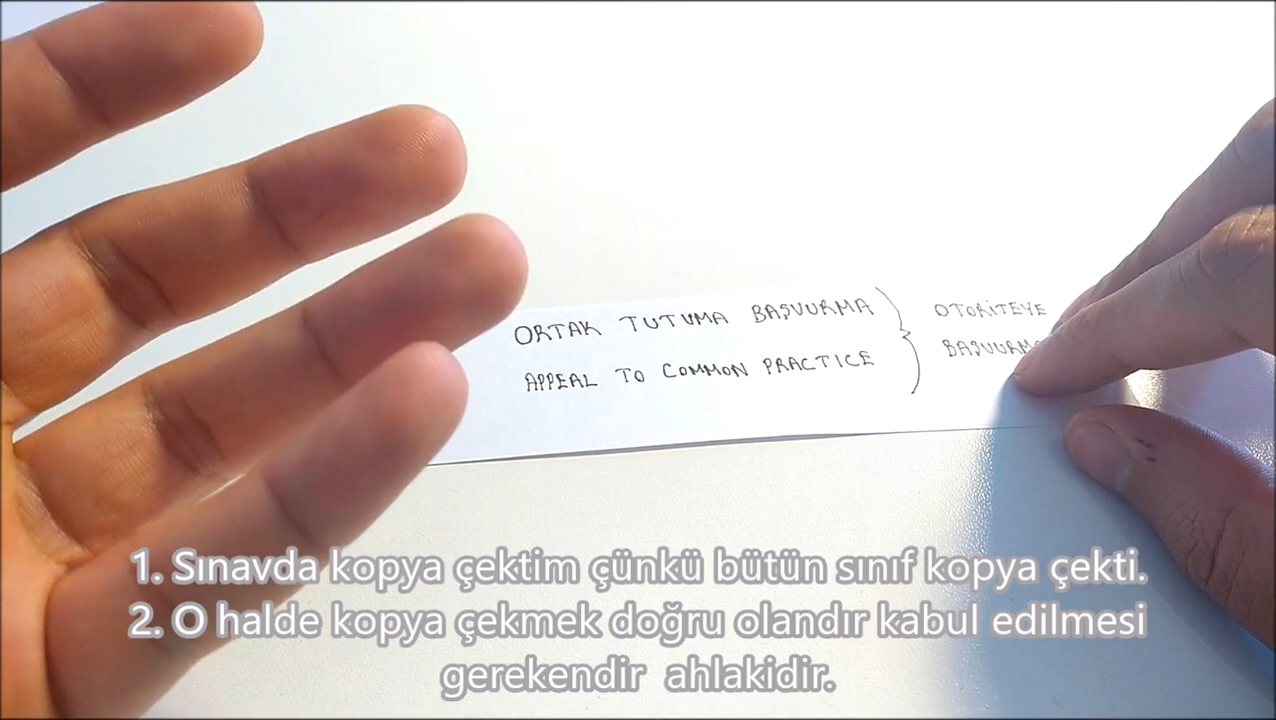 ORTAK TUTUMA BAŞVURMA
APPEAL TO COMMON PRACTICE
OTORİTEYE
1. Sınavda kopya çektim çünkü bütün sınıf kopya çekti.
2. O halde kopya çekmek doğru olandır kabul edilmesi
gerekendir ahlakidir.